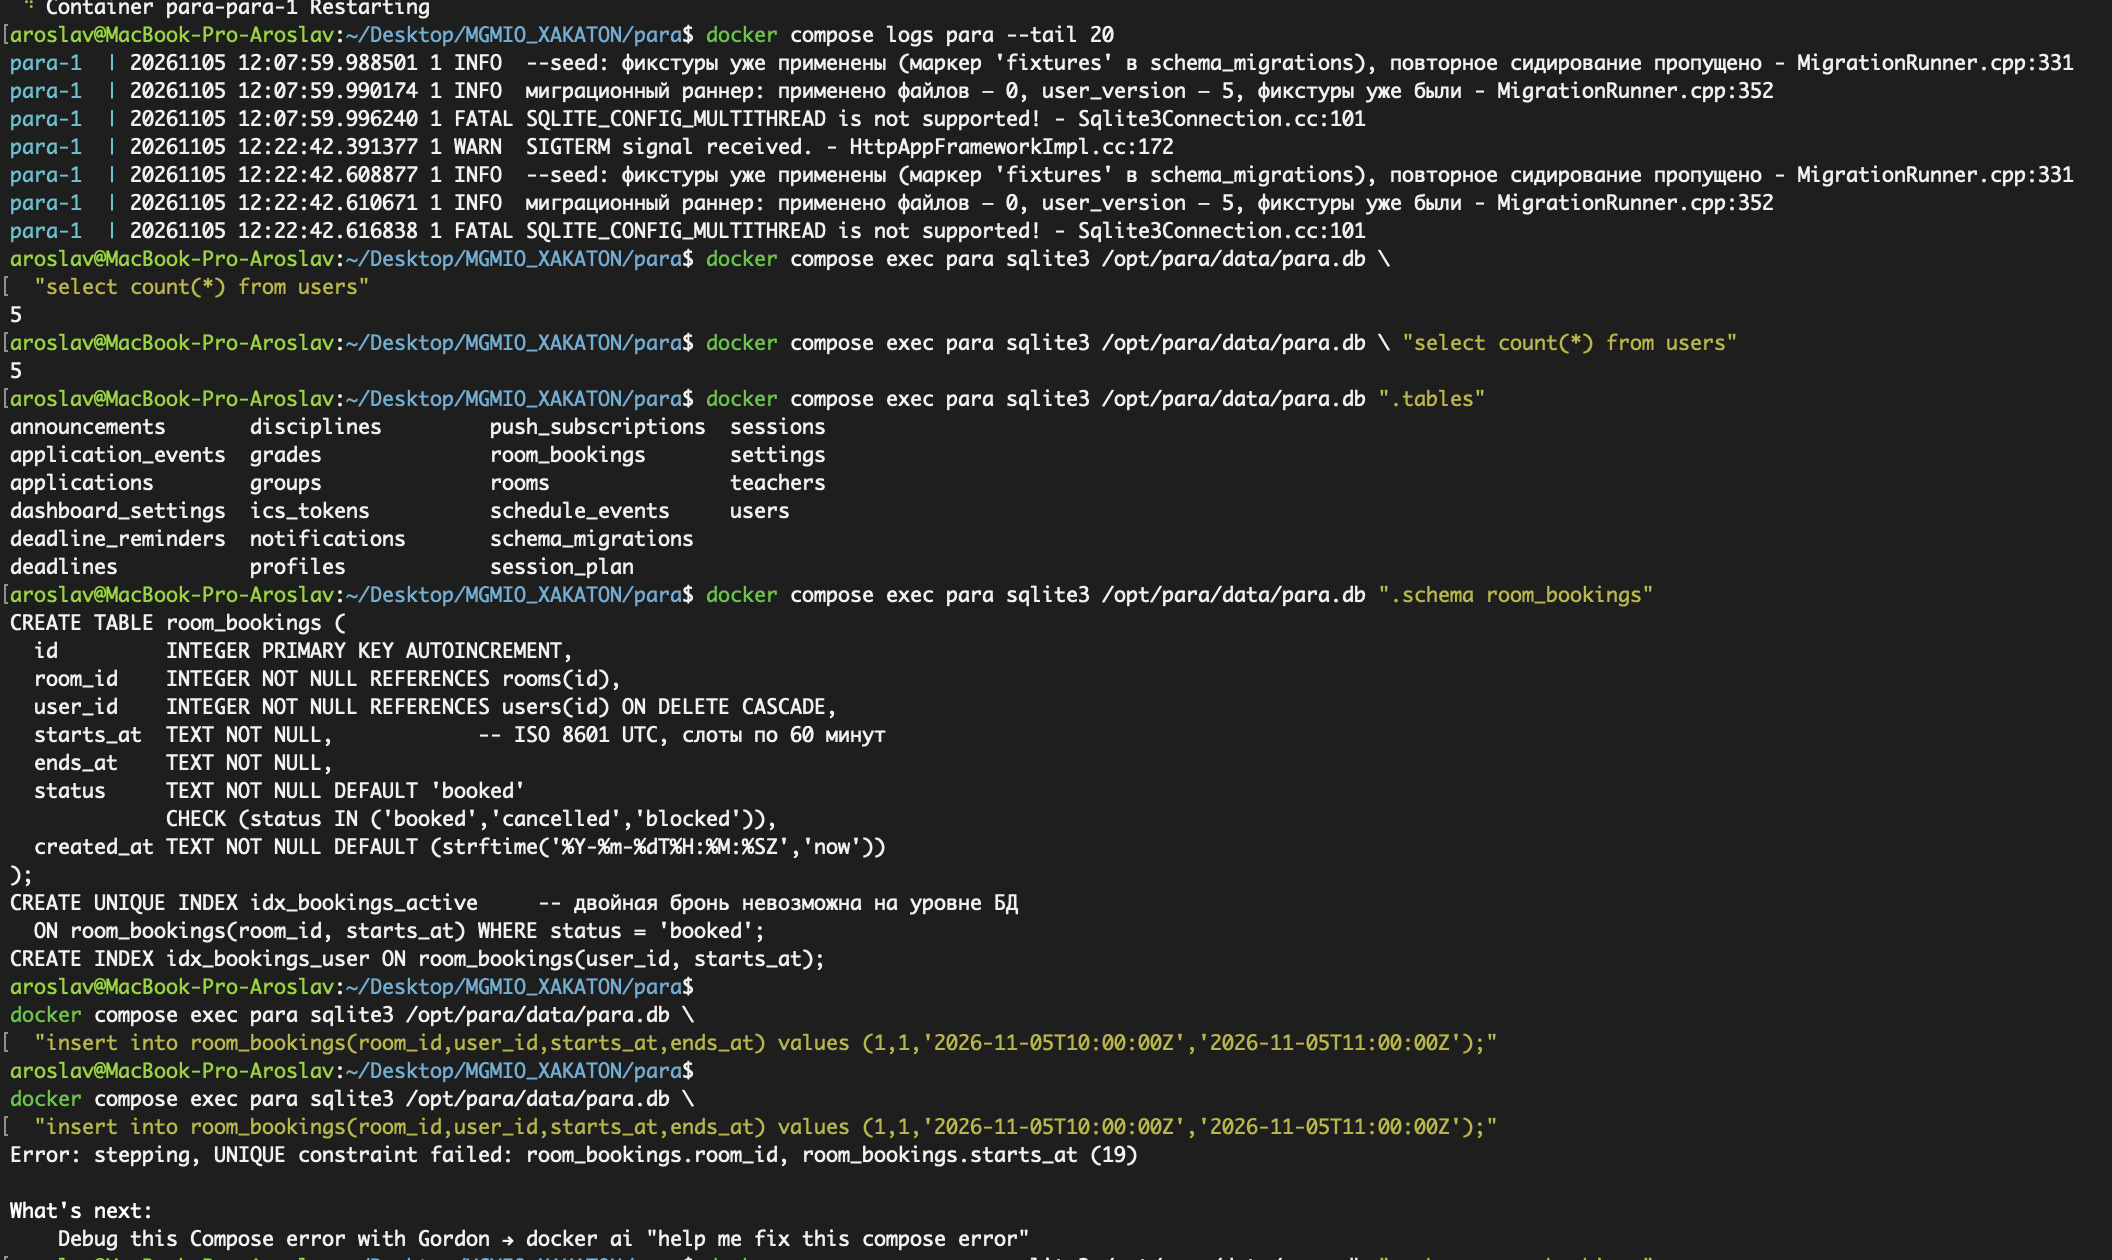 Container para-para-1 Restarting
[aroslav@MacBook-Pro-Aroslav:~/Desktop/MGMIO_XAKATON/para$ docker compose logs para --tail 20
para-1  | 20261105 12:07:59.988501 1 INFO  --seed: фикстуры уже применены (маркер 'fixtures' в schema_migrations), повторное сидирование пропущено - MigrationRunner.cpp:331
para-1  | 20261105 12:07:59.990174 1 INFO  миграционный раннер: применено файлов — 0, user_version — 5, фикстуры уже были - MigrationRunner.cpp:352
para-1  | 20261105 12:07:59.996240 1 FATAL SQLITE_CONFIG_MULTITHREAD is not supported! - Sqlite3Connection.cc:101
para-1  | 20261105 12:22:42.391377 1 WARN  SIGTERM signal received. - HttpAppFrameworkImpl.cc:172
para-1  | 20261105 12:22:42.608877 1 INFO  --seed: фикстуры уже применены (маркер 'fixtures' в schema_migrations), повторное сидирование пропущено - MigrationRunner.cpp:331
para-1  | 20261105 12:22:42.610671 1 INFO  миграционный раннер: применено файлов — 0, user_version — 5, фикстуры уже были - MigrationRunner.cpp:352
para-1  | 20261105 12:22:42.616838 1 FATAL SQLITE_CONFIG_MULTITHREAD is not supported! - Sqlite3Connection.cc:101
aroslav@MacBook-Pro-Aroslav:~/Desktop/MGMIO_XAKATON/para$ docker compose exec para sqlite3 /opt/para/data/para.db \
[  "select count(*) from users"
5
[aroslav@MacBook-Pro-Aroslav:~/Desktop/MGMIO_XAKATON/para$ docker compose exec para sqlite3 /opt/para/data/para.db \ "select count(*) from users"
5
[aroslav@MacBook-Pro-Aroslav:~/Desktop/MGMIO_XAKATON/para$ docker compose exec para sqlite3 /opt/para/data/para.db ".tables"
announcements       disciplines         push_subscriptions  sessions
application_events  grades              room_bookings       settings
applications        groups              rooms               teachers
dashboard_settings  ics_tokens          schedule_events     users
deadline_reminders  notifications       schema_migrations
deadlines           profiles            session_plan
[aroslav@MacBook-Pro-Aroslav:~/Desktop/MGMIO_XAKATON/para$ docker compose exec para sqlite3 /opt/para/data/para.db ".schema room_bookings"
CREATE TABLE room_bookings (
  id         INTEGER PRIMARY KEY AUTOINCREMENT,
  room_id    INTEGER NOT NULL REFERENCES rooms(id),
  user_id    INTEGER NOT NULL REFERENCES users(id) ON DELETE CASCADE,
  starts_at  TEXT NOT NULL,            -- ISO 8601 UTC, слоты по 60 минут
  ends_at    TEXT NOT NULL,
  status     TEXT NOT NULL DEFAULT 'booked'
             CHECK (status IN ('booked','cancelled','blocked')),
  created_at TEXT NOT NULL DEFAULT (strftime('%Y-%m-%dT%H:%M:%SZ','now'))
);
CREATE UNIQUE INDEX idx_bookings_active     -- двойная бронь невозможна на уровне БД
  ON room_bookings(room_id, starts_at) WHERE status = 'booked';
CREATE INDEX idx_bookings_user ON room_bookings(user_id, starts_at);
aroslav@MacBook-Pro-Aroslav:~/Desktop/MGMIO_XAKATON/para$
docker compose exec para sqlite3 /opt/para/data/para.db \
[  "insert into room_bookings(room_id,user_id,starts_at,ends_at) values (1,1,'2026-11-05T10:00:00Z','2026-11-05T11:00:00Z');"
aroslav@MacBook-Pro-Aroslav:~/Desktop/MGMIO_XAKATON/para$
docker compose exec para sqlite3 /opt/para/data/para.db \
[  "insert into room_bookings(room_id,user_id,starts_at,ends_at) values (1,1,'2026-11-05T10:00:00Z','2026-11-05T11:00:00Z');"
Error: stepping, UNIQUE constraint failed: room_bookings.room_id, room_bookings.starts_at (19)
What's next:
    Debug this Compose error with Gordon → docker ai "help me fix this compose error"